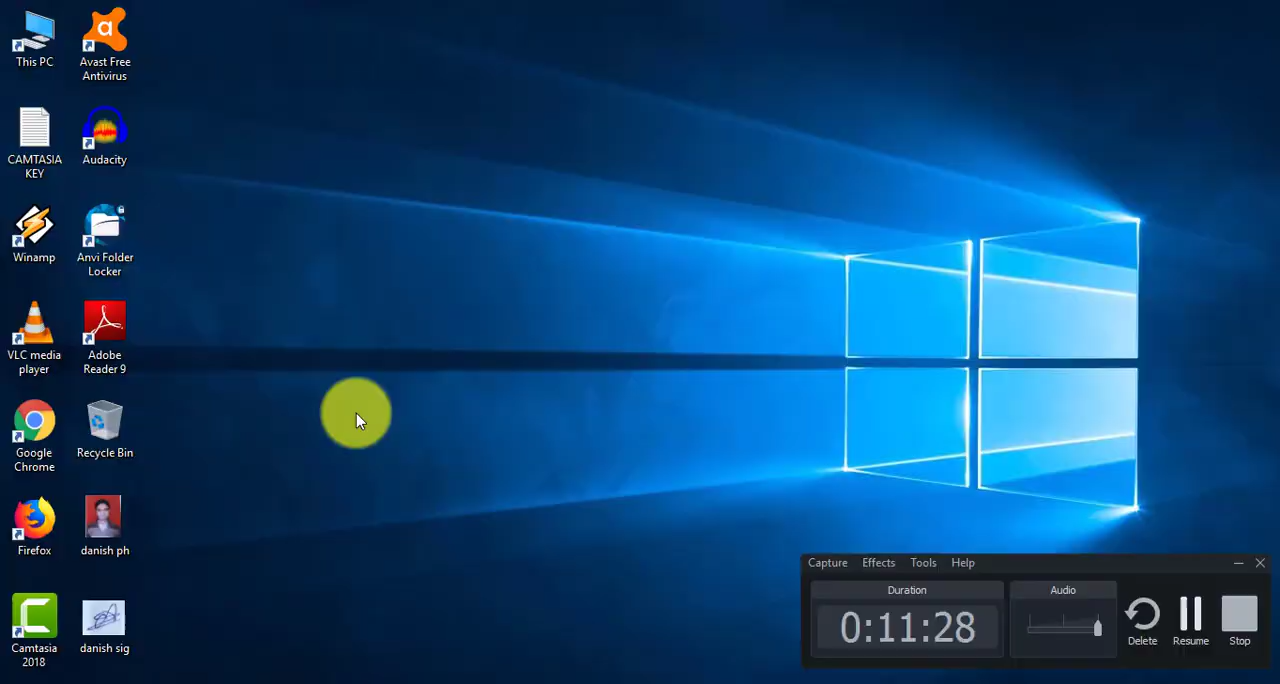 This PC
Avast Free
Antivirus
CAMTASIA
KEY
Audacity
Winamp
Anvi Folder
Locker
VLC media
player
Adobe
Reader 9
Google
Chrome
Recycle Bin
Firefox
danish ph
Camtasia
2018
danish sig
Capture Effects Tools Help
Duration
Audio
0:11:28
Delete
Resume
Stop